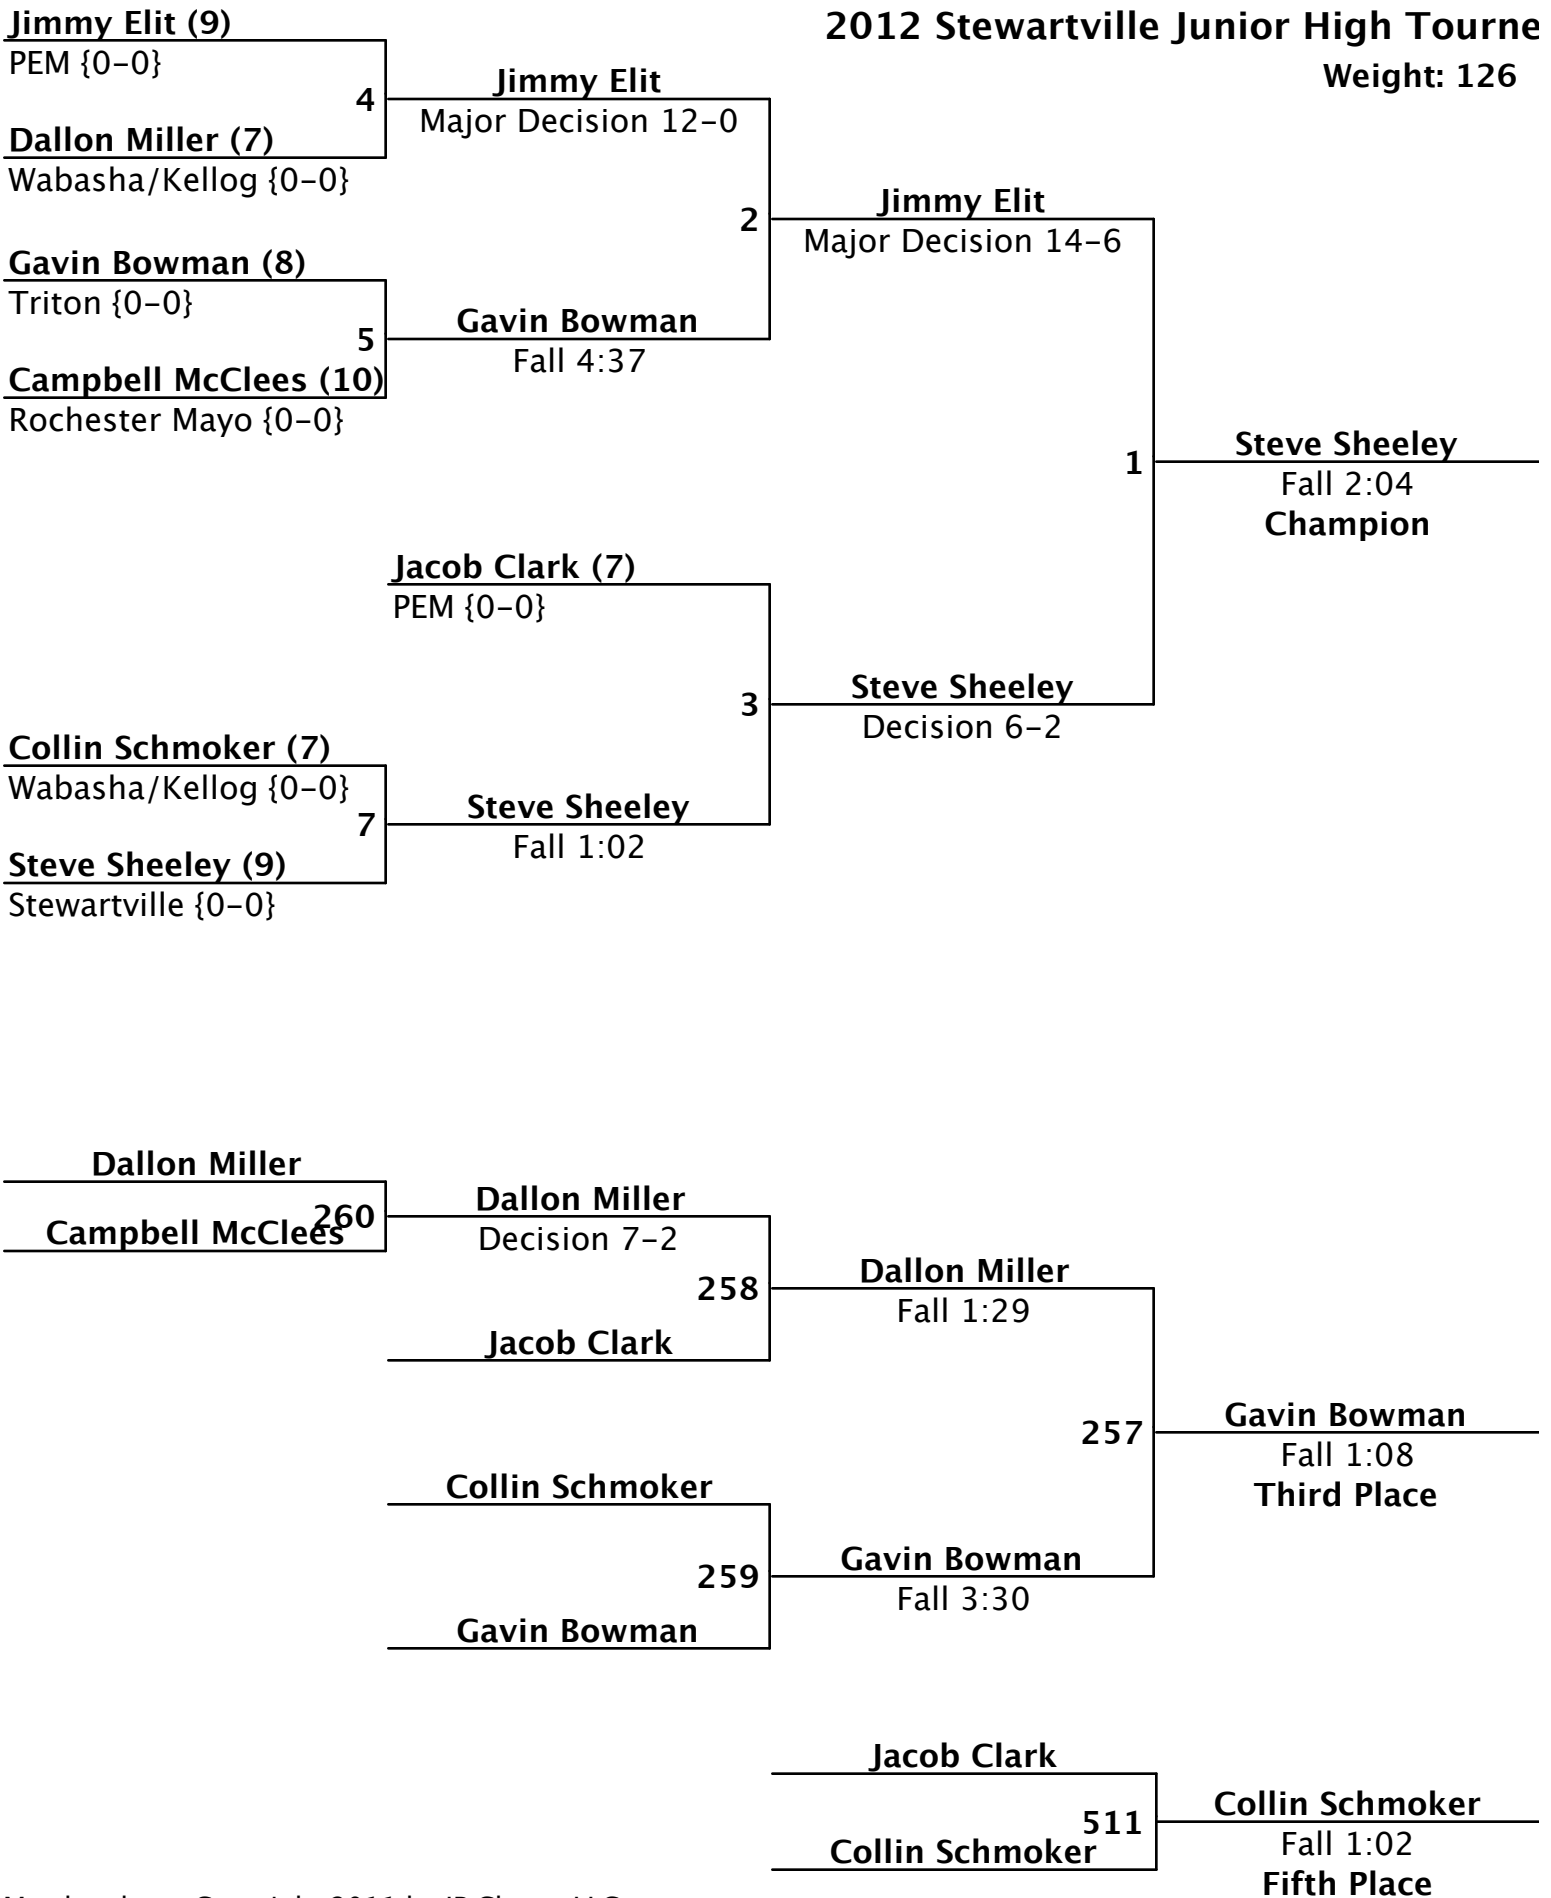 Jimmy Elit (9)
2012 Stewartville Junior High Tourne
PEM {0-0}
Weight: 126
4
Jimmy Elit
Major Decision 12-0
Dallon Miller (7)
Wabasha/Kellog {0-0}
2
Jimmy Elit
Major Decision 14-6
Gavin Bowman (8)
Triton {0-0}
5
Gavin Bowman
Fall 4:37
Campbell McClees (10)
Rochester Mayo {0-0}
1
Steve Sheeley
Fall 2:04
Champion
Jacob Clark (7)
PEM {0-0}
3
Steve Sheeley
Decision 6-2
Collin Schmoker (7)
Wabasha/Kellog {0-0}
7
Steve Sheeley
Fall 1:02
Steve Sheeley (9)
Stewartville {0-0}
Dallon Miller
260
Campbell McClees
Dallon Miller
Decision 7-2
258
Dallon Miller
Fall 1:29
Jacob Clark
257
Gavin Bowman
Fall 1:08
Third Place
Collin Schmoker
259
Gavin Bowman
Fall 3:30
Gavin Bowman
Jacob Clark
511
Collin Schmoker
Collin Schmoker
Fall 1:02
Fifth Place